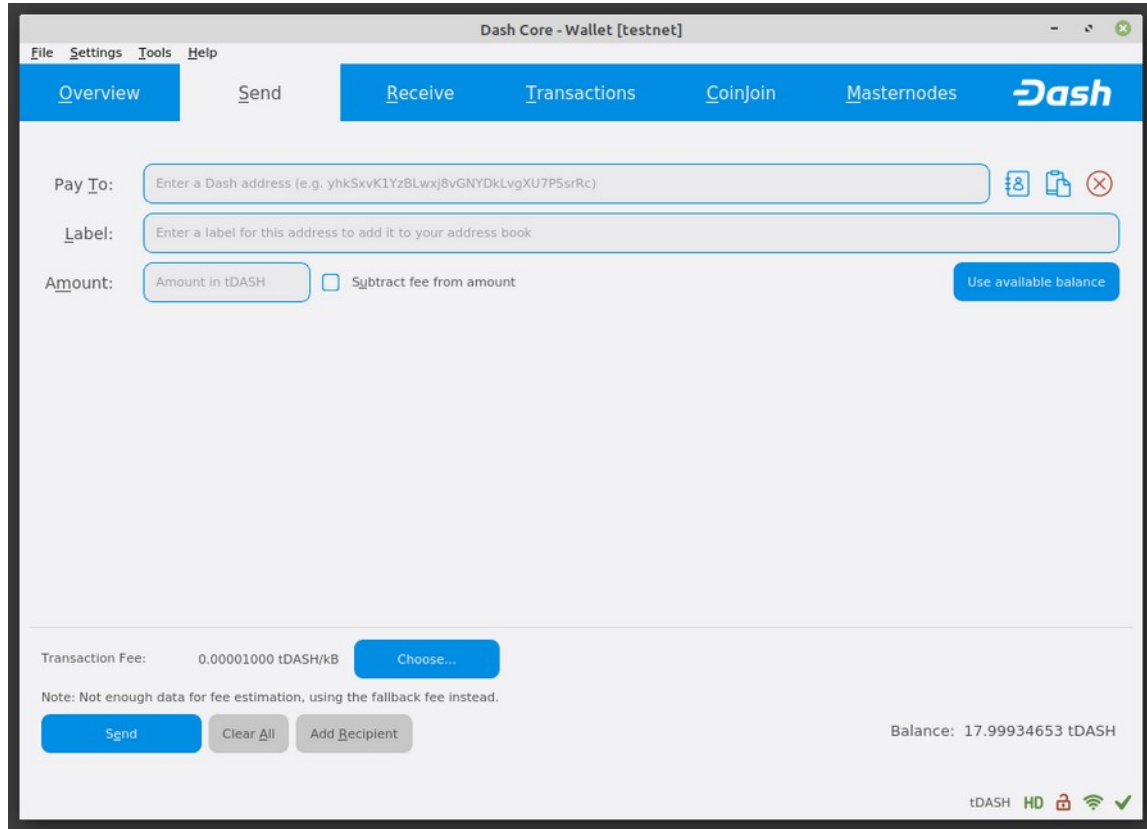 Dash Core - Wallet [testnet]
File Settings Tools Help
Overview Send Receive Transactions CoinJoin Masternodes Dash
Pay To: Enter a Dash address (e.g. yhkSxvK1YzBLwxj8vGNYDkLvgXU7P5srRc)
Label: Enter a label for this address to add it to your address book
Amount: Amount in tDASH Subtract fee from amount Use available balance
Transaction Fee: 0.00001000 tDASH/kB Choose...
Note: Not enough data for fee estimation, using the fallback fee instead.
Send Clear All Add Recipient Balance: 17.99934653 tDASH
tDASH HD